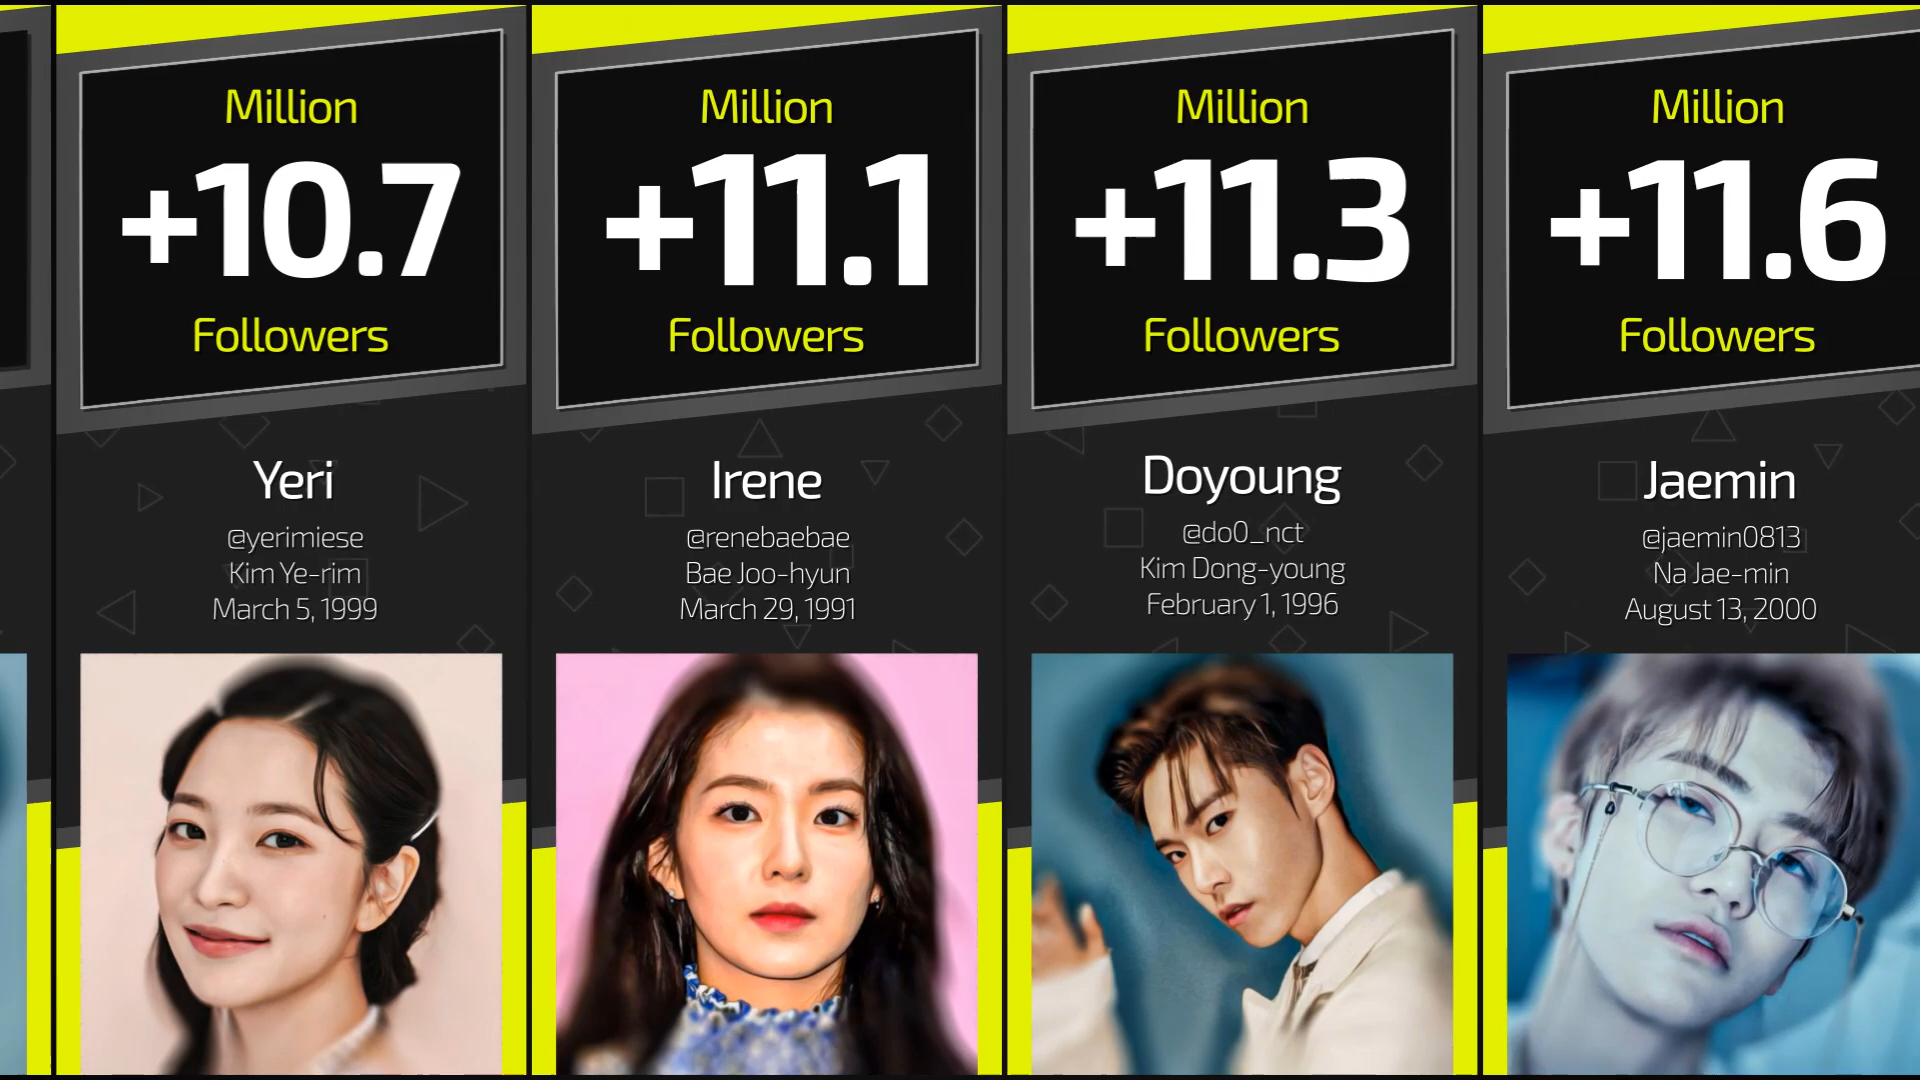 Million
+10.7
Followers
Yeri
@yerimiese
Kim Ye-rim
March 5, 1999
Million
+11.1
Followers
Irene
@renebaebae
Bae Joo-hyun
March 29, 1991
Million
+11.3
Followers
Doyoung
@do0_nct
Kim Dong-young
February 1, 1996
Million
+11.6
Followers
Jaemin
@jaemin0813
Na Jae-min
August 13, 2000